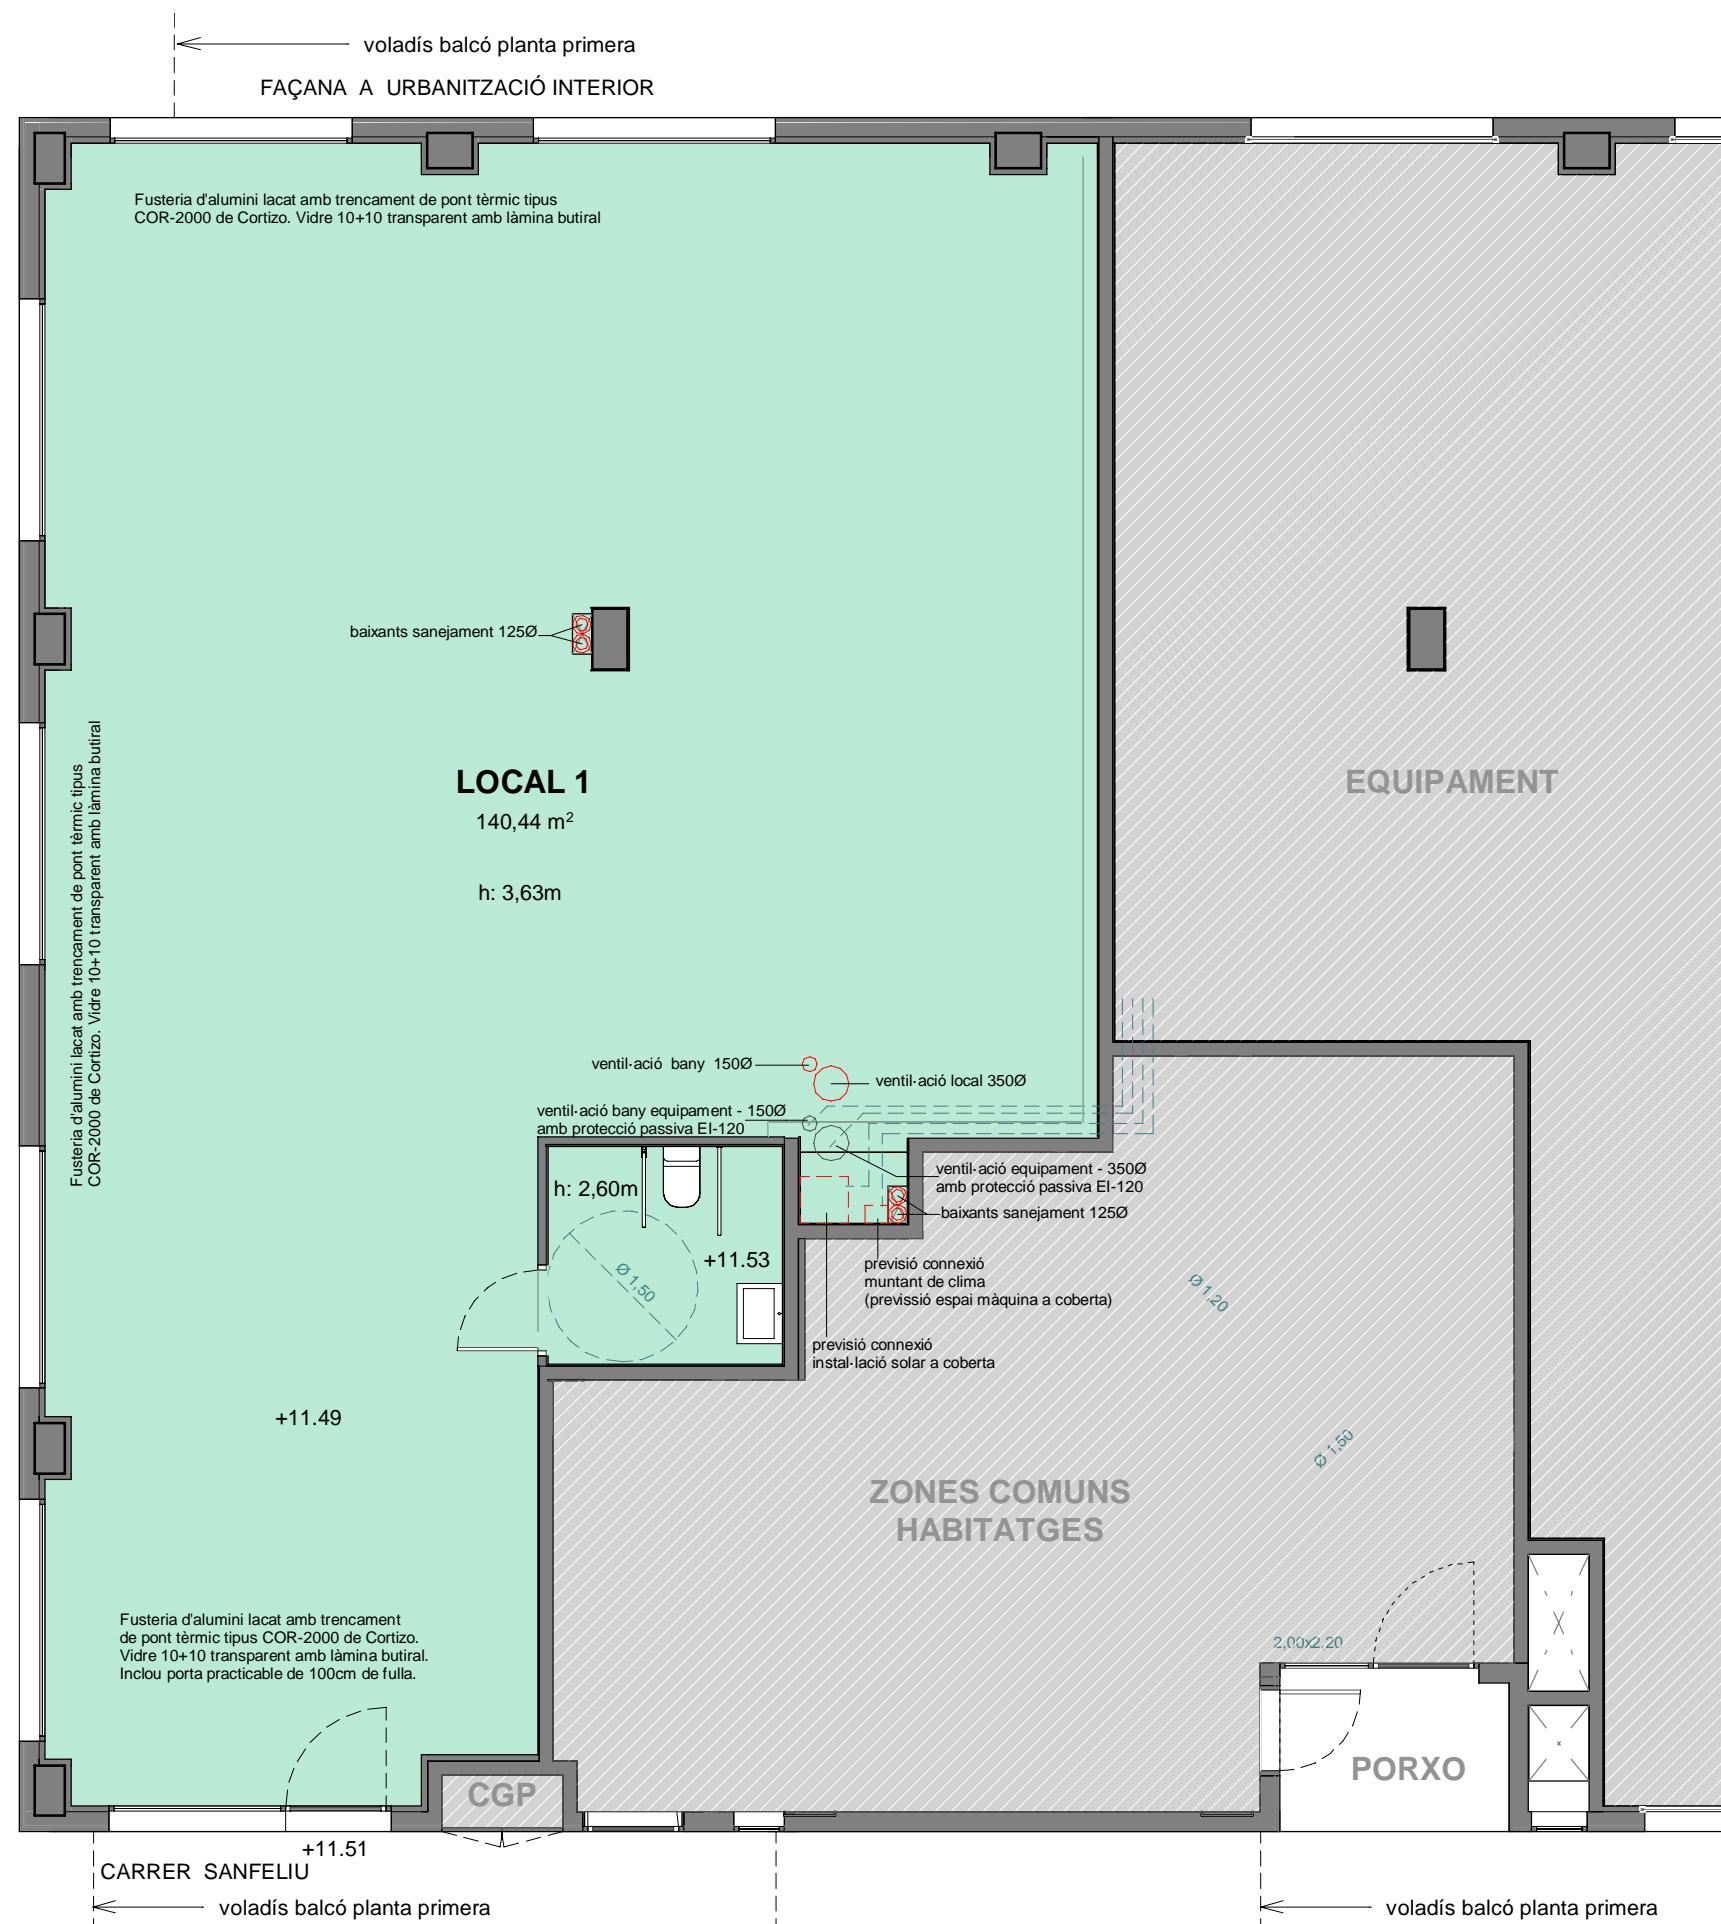 voladís balcó planta primera
FAÇANA A URBANITZACIÓ INTERIOR
Fusteria d'alumini lacat amb trencament de pont tèrmic tipus
COR-2000 de Cortizo. Vidre 10+10 transparent amb làmina butiral
baixants sanejament 125Ø
Fusteria d'alumini lacat amb trencament de pont tèrmic tipus
COR-2000 de Cortizo. Vidre 10+10 transparent amb làmina butiral
LOCAL 1
140,44 m²
h: 3,63m
EQUIPAMENT
ventil·ació bany 150Ø
ventil·ació local 350Ø
ventil·ació bany equipament - 150Ø
amb protecció passiva EI-120
ventil·ació equipament - 350Ø
amb protecció passiva EI-120
baixants sanejament 125Ø
h: 2,60m
+11.53
Ø 1,50
previsió connexió
muntant de clima
(previssió espai màquina a coberta)
previsió connexió
instal·lació solar a coberta
Ø 1,20
+11.49
Ø 1,50
ZONES COMUNS
HABITATGES
Fusteria d'alumini lacat amb trencament
de pont tèrmic tipus COR-2000 de Cortizo.
Vidre 10+10 transparent amb làmina butiral.
Inclou porta practicable de 100cm de fulla.
2,00x2,20
PORXO
CGP
+11.51
CARRER SANFELIU
voladís balcó planta primera
voladís balcó planta primera